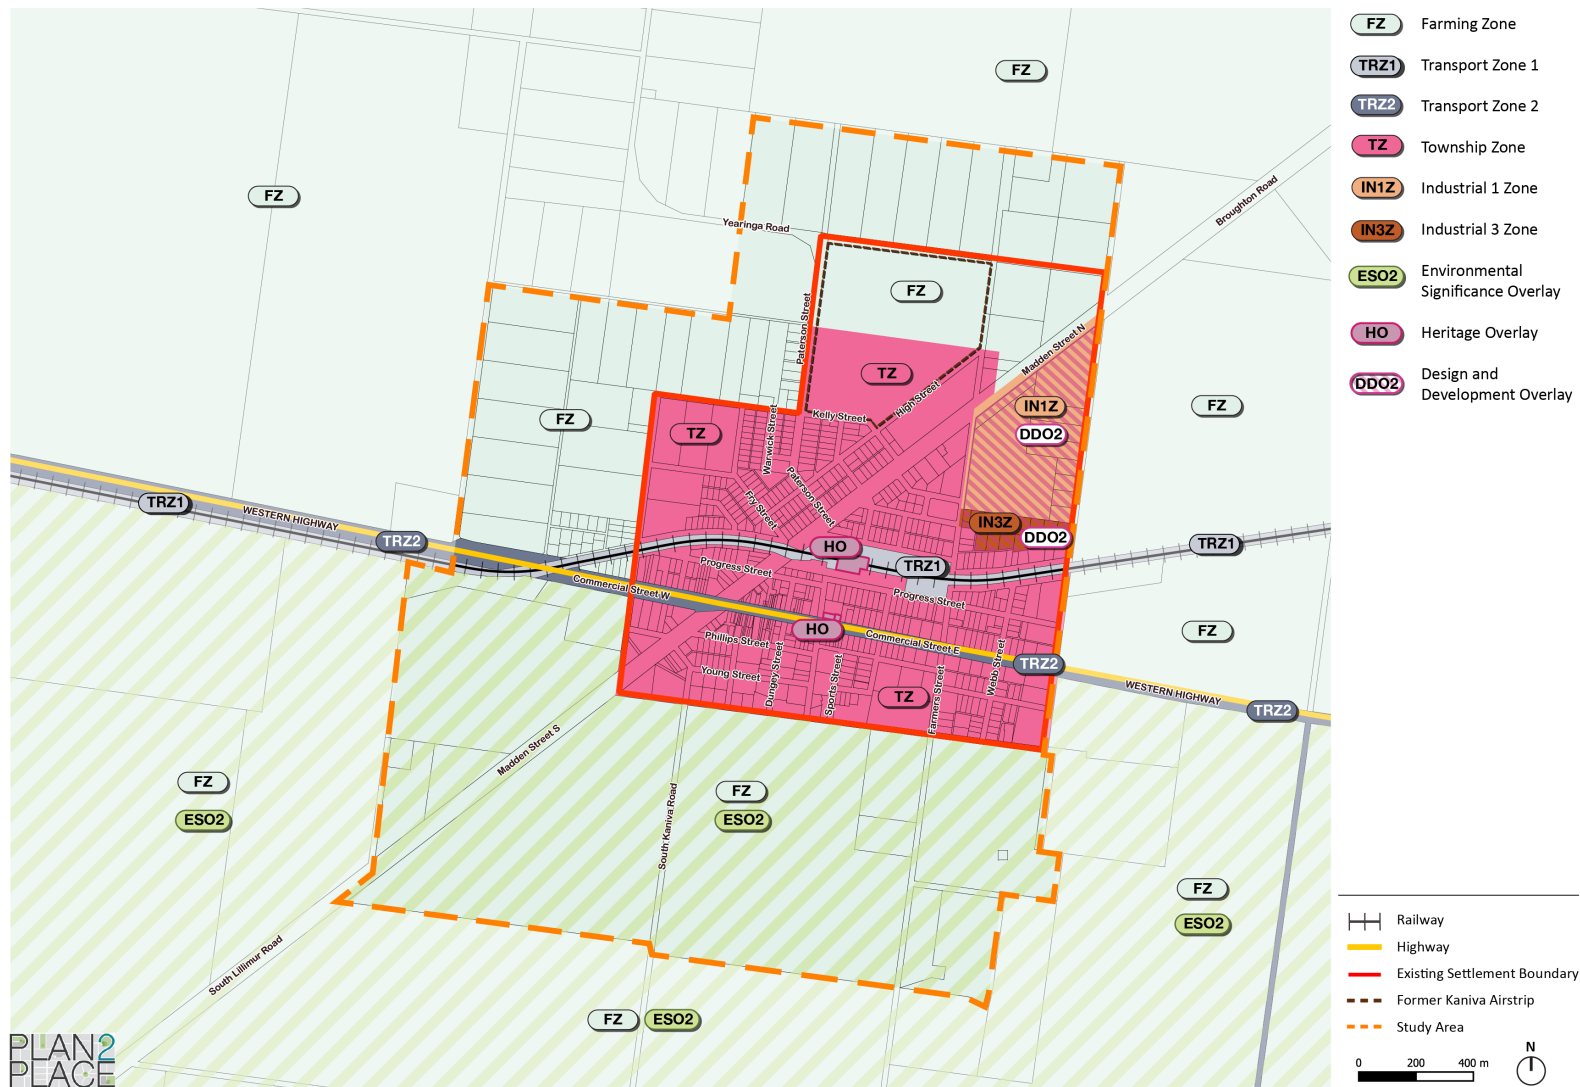 FZ
FZ
Yearinga Road
Broughton Road
FZ
Paterson Street
Madden Street N
TZ
High Street
Kelly Street
IN1Z
DDO2
FZ
FZ
TZ
Warwick Street
Paterson Street
Fry Street
TRZ1
WESTERN HIGHWAY
TRZ2
HO
IN3Z
DDO2
TRZ1
TRZ1
Progress Street
Progress Street
Commercial Street W
HO
Commercial Street E
FZ
Phillips Street
Young Street
Dungey Street
Sports Street
TZ
Farmers Street
Webb Street
TRZ2
WESTERN HIGHWAY
TRZ2
Madden Street S
South Kaniva Road
FZ
ESO2
FZ
ESO2
FZ
ESO2
South Lillimur Road
FZ
ESO2
PLAN2
PLACE
FZ Farming Zone
TRZ1 Transport Zone 1
TRZ2 Transport Zone 2
TZ Township Zone
IN1Z Industrial 1 Zone
IN3Z Industrial 3 Zone
ESO2 Environmental
Significance Overlay
HO Heritage Overlay
DDO2 Design and
Development Overlay
Railway
Highway
Existing Settlement Boundary
Former Kaniva Airstrip
Study Area
0 200 400 m
N